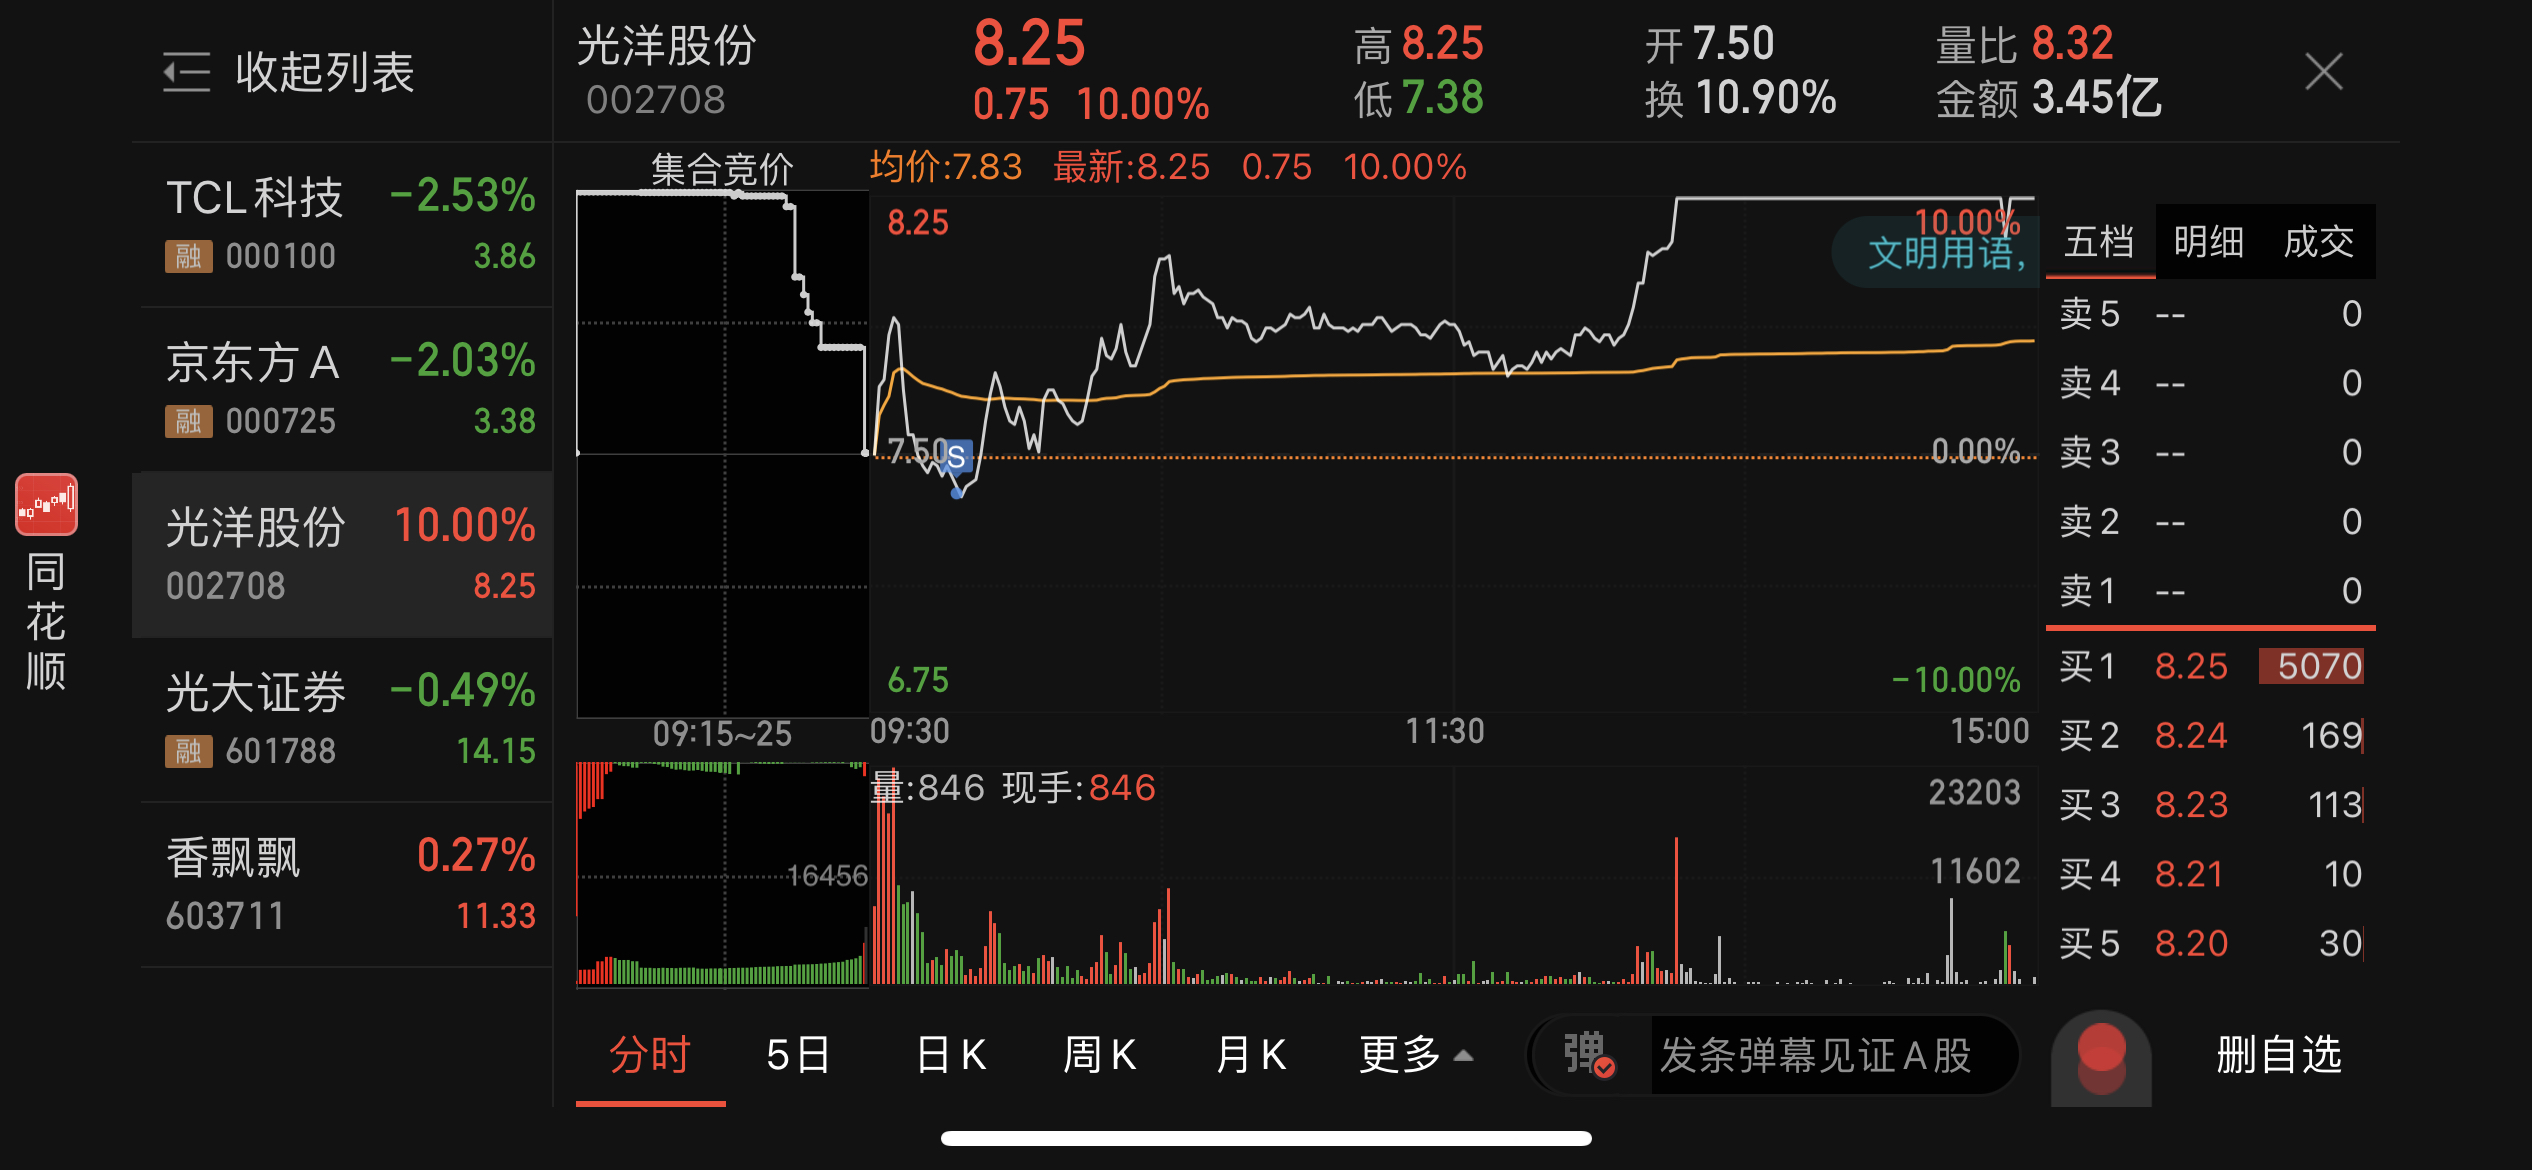 收起列表
光洋股份
002708
8.25
0.75 10.00%
高 8.25
低 7.38
开 7.50
换 10.90%
量比 8.32
金额 3.45亿
TCL科技 -2.53%
融 000100 3.86
京东方A -2.03%
融 000725 3.38
光洋股份 10.00%
002708 8.25
光大证券 -0.49%
融 601788 14.15
香飘飘 0.27%
603711 11.33
同花顺
集合竞价
均价:7.83 最新:8.25 0.75 10.00%
8.25 10.00%
文明用语,
7.50 S 0.00%
6.75 -10.00%
09:15~25 09:30 11:30 15:00
量:846 现手:846
23203
16456 11602
五档 明细 成交
卖5 -- 0
卖4 -- 0
卖3 -- 0
卖2 -- 0
卖1 -- 0
买1 8.25 5070
买2 8.24 169
买3 8.23 113
买4 8.21 10
买5 8.20 30
分时 5日 日K 周K 月K 更多
弹 发条弹幕见证A股
删自选